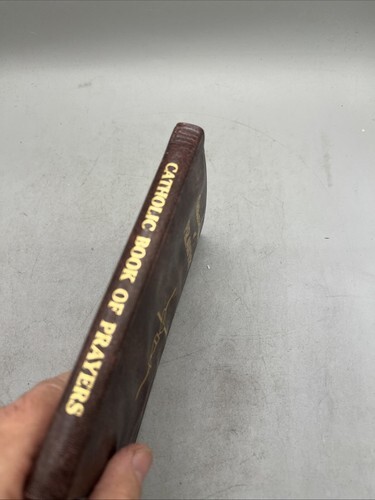 CATHOLIC BOOK OF PRAYERS